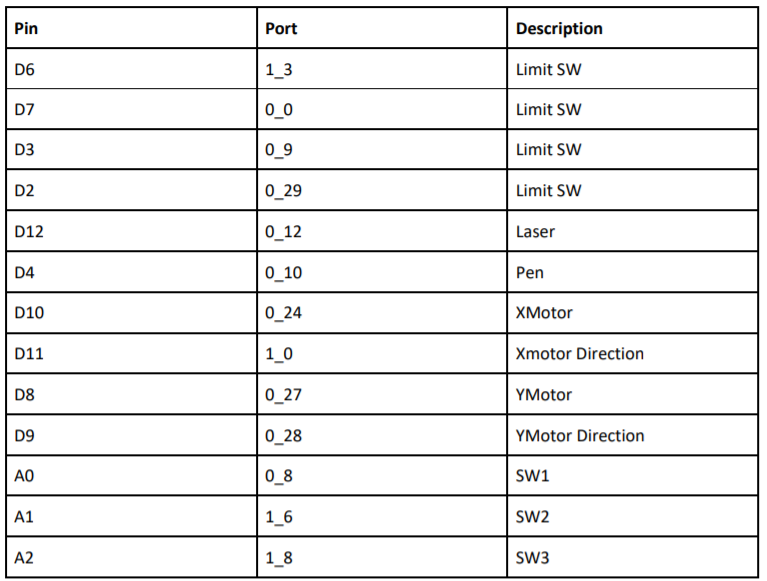 Pin Port Description
D6 1_3 Limit SW
D7 0_0 Limit SW
D3 0_9 Limit SW
D2 0_29 Limit SW
D12 0_12 Laser
D4 0_10 Pen
D10 0_24 XMotor
D11 1_0 Xmotor Direction
D8 0_27 YMotor
D9 0_28 YMotor Direction
A0 0_8 SW1
A1 1_6 SW2
A2 1_8 SW3